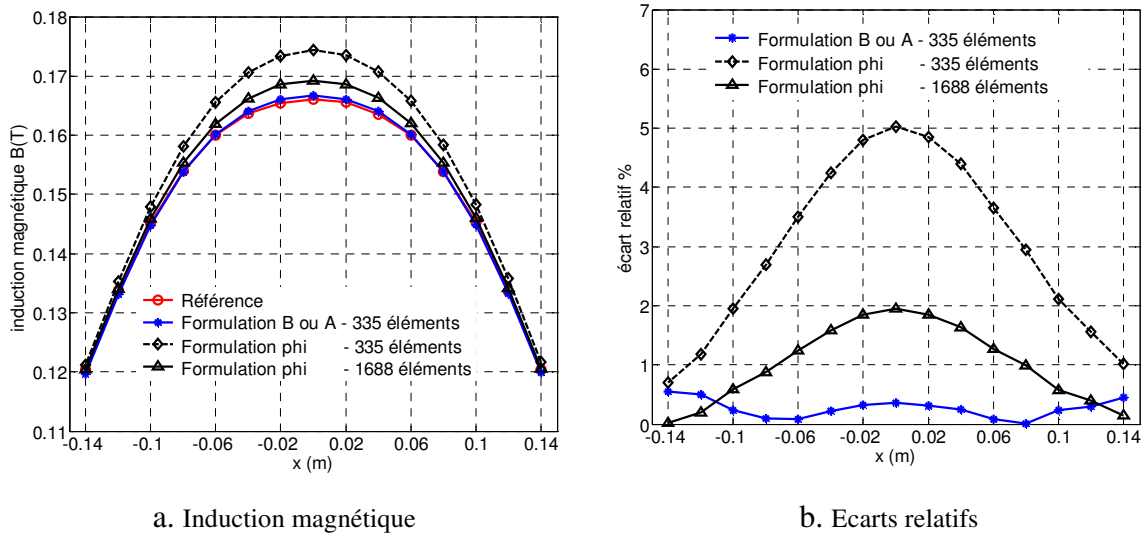 0.18
0.17
0.16
0.15
0.14
0.13
0.12
0.11
induction magnétique B(T)
Référence
Formulation B ou A - 335 éléments
Formulation phi - 335 éléments
Formulation phi - 1688 éléments
-0.14 -0.1 -0.06 -0.02 0.02 0.06 0.1 0.14
x (m)
a. Induction magnétique
7
6
5
4
3
2
1
0
écart relatif %
Formulation B ou A - 335 éléments
Formulation phi - 335 éléments
Formulation phi - 1688 éléments
-0.14 -0.1 -0.06 -0.02 0.02 0.06 0.1 0.14
x (m)
b. Ecarts relatifs